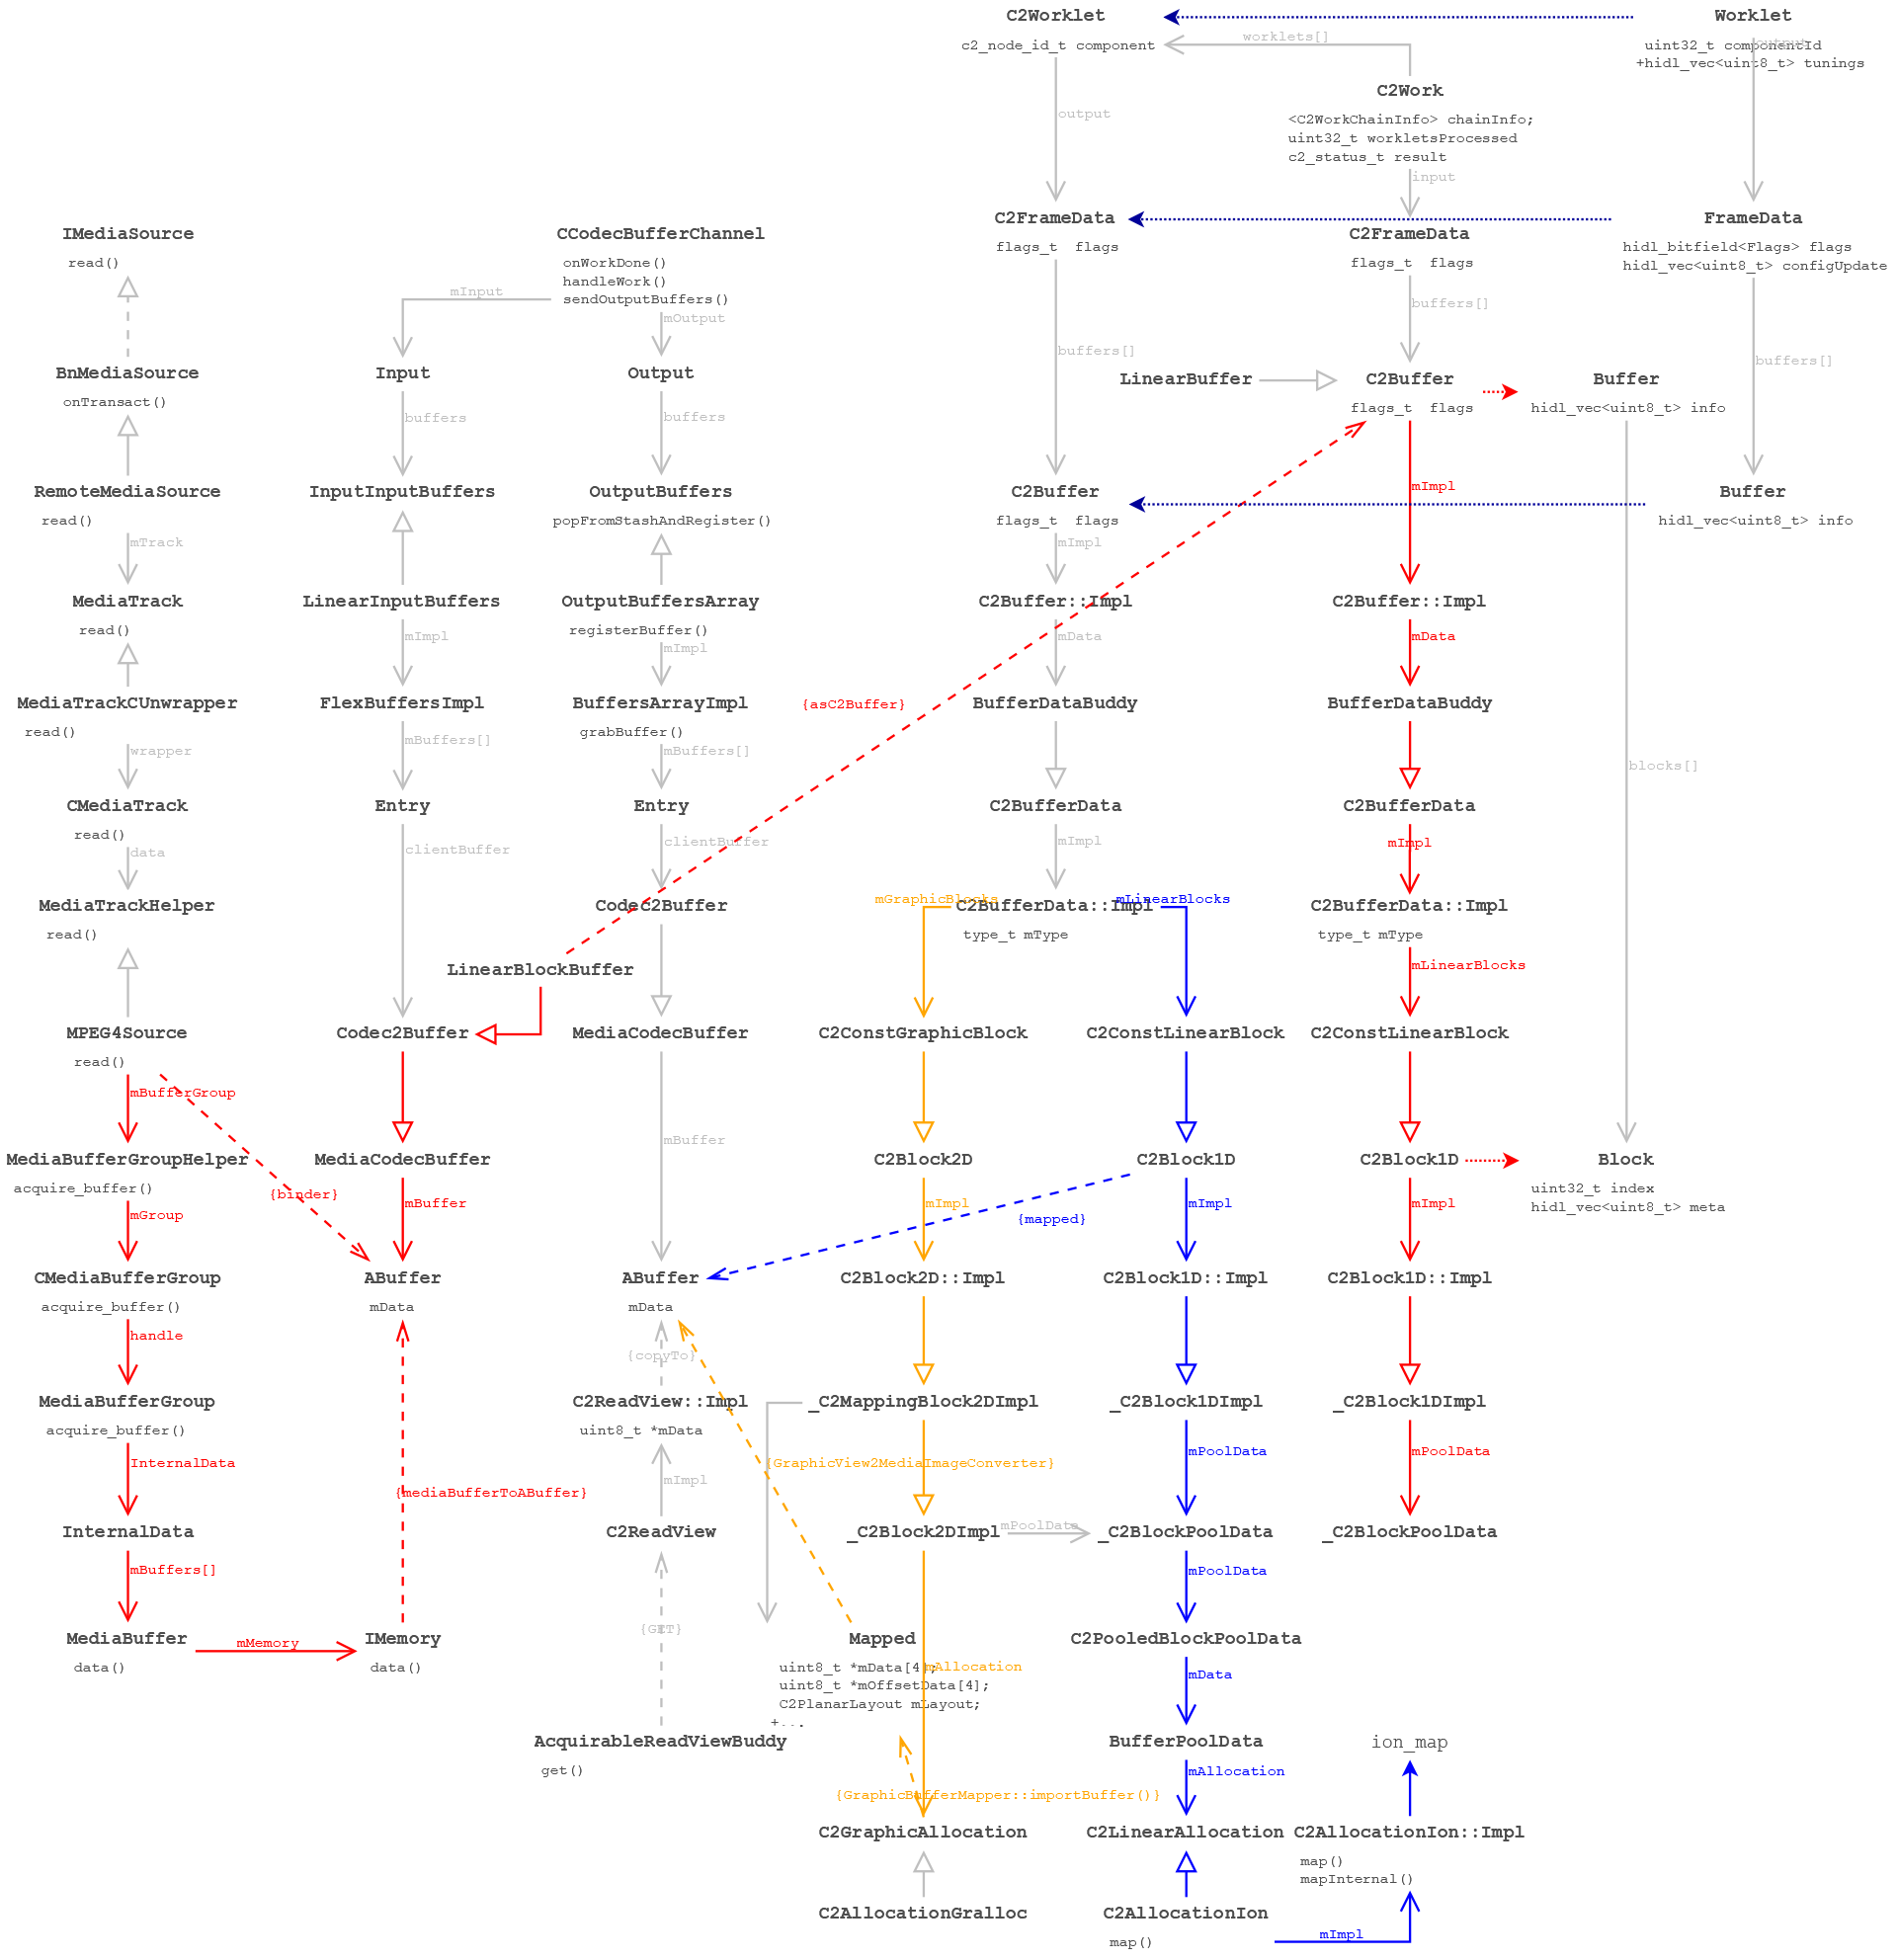 C2Worklet
Worklet
c2_node_id_t component
worklets[]
uint32_t componentId
output
+hidl_vec<uint8_t> tunings
C2Work
output
<C2WorkChainInfo> chainInfo;
uint32_t workletsProcessed
c2_status_t result
input
C2FrameData
FrameData
IMediaSource
CCodecBufferChannel
C2FrameData
flags_t  flags
hidl_bitfield<Flags> flags
read()
onWorkDone()
flags_t  flags
hidl_vec<uint8_t> configUpdate
handleWork()
mInput
sendOutputBuffers()
buffers[]
mOutput
buffers[]
buffers[]
BnMediaSource
Input
Output
LinearBuffer
C2Buffer
Buffer
onTransact()
flags_t  flags
hidl_vec<uint8_t> info
buffers
buffers
RemoteMediaSource
InputInputBuffers
OutputBuffers
C2Buffer
mImpl
Buffer
read()
popFromStashAndRegister()
flags_t  flags
hidl_vec<uint8_t> info
mTrack
mImpl
MediaTrack
LinearInputBuffers
OutputBuffersArray
C2Buffer::Impl
C2Buffer::Impl
read()
registerBuffer()
mImpl
mImpl
mData
mData
MediaTrackCUnwrapper
FlexBuffersImpl
BuffersArrayImpl
{asC2Buffer}
BufferDataBuddy
BufferDataBuddy
read()
grabBuffer()
wrapper
mBuffers[]
mBuffers[]
blocks[]
CMediaTrack
Entry
Entry
C2BufferData
C2BufferData
read()
data
clientBuffer
clientBuffer
mImpl
mImpl
mGraphicBlocks
mLinearBlocks
MediaTrackHelper
Codec2Buffer
C2BufferData::Impl
C2BufferData::Impl
read()
type_t mType
type_t mType
LinearBlockBuffer
mLinearBlocks
MPEG4Source
Codec2Buffer
MediaCodecBuffer
C2ConstGraphicBlock
C2ConstLinearBlock
C2ConstLinearBlock
read()
mBufferGroup
mBuffer
MediaBufferGroupHelper
MediaCodecBuffer
C2Block2D
C2Block1D
C2Block1D
Block
acquire_buffer()
{binder}
uint32_t index
mGroup
mBuffer
mImpl
{mapped}
mImpl
mImpl
hidl_vec<uint8_t> meta
CMediaBufferGroup
ABuffer
ABuffer
C2Block2D::Impl
C2Block1D::Impl
C2Block1D::Impl
acquire_buffer()
mData
mData
handle
{copyTo}
MediaBufferGroup
C2ReadView::Impl
_C2MappingBlock2DImpl
_C2Block1DImpl
_C2Block1DImpl
acquire_buffer()
uint8_t *mData
InternalData
{mediaBufferToABuffer}
mImpl
{GraphicView2MediaImageConverter}
mPoolData
mPoolData
InternalData
C2ReadView
_C2Block2DImpl
mPoolData
_C2BlockPoolData
_C2BlockPoolData
mBuffers[]
mPoolData
MediaBuffer
mMemory
IMemory
{GET}
Mapped
C2PooledBlockPoolData
data()
data()
uint8_t *mData[4];
mAllocation
mData
uint8_t *mOffsetData[4];
C2PlanarLayout mLayout;
+...
AcquirableReadViewBuddy
BufferPoolData
ion_map
get()
mAllocation
{GraphicBufferMapper::importBuffer()}
C2GraphicAllocation
C2LinearAllocation
C2AllocationIon::Impl
map()
mapInternal()
C2AllocationGralloc
C2AllocationIon
map()
mImpl